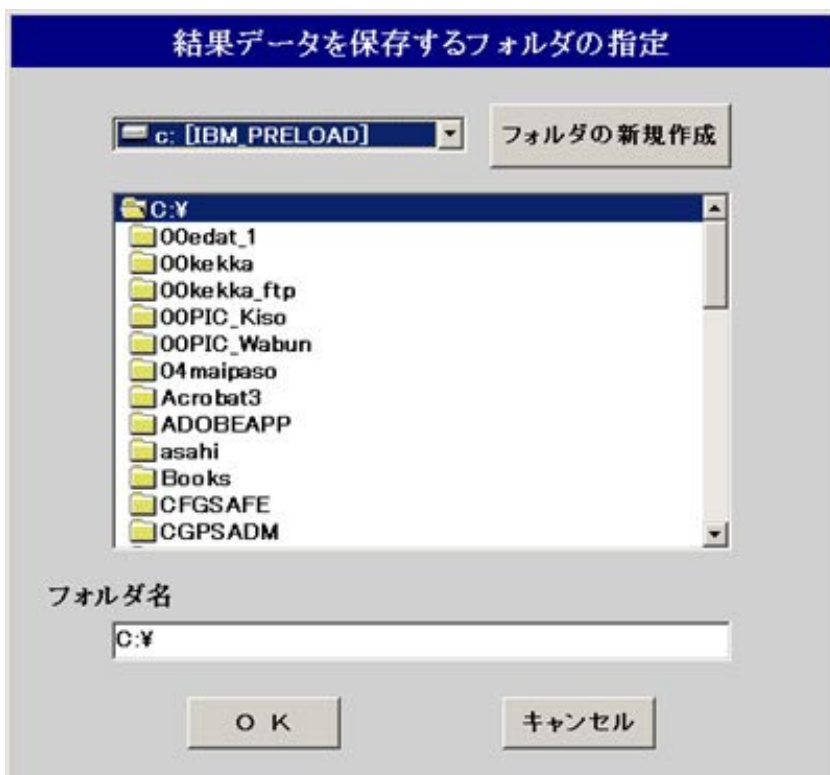 結果データを保存するフォルダの指定
c: [IBM_PRELOAD]
フォルダの新規作成
C:¥
00edat_1
00kekka
00kekka_ftp
00PIC_Kiso
00PIC_Wabun
04maipaso
Acrobat3
ADOBEAPP
asahi
Books
CFGSAFE
CGPSADM
フォルダ名
C:¥
ＯＫ
キャンセル